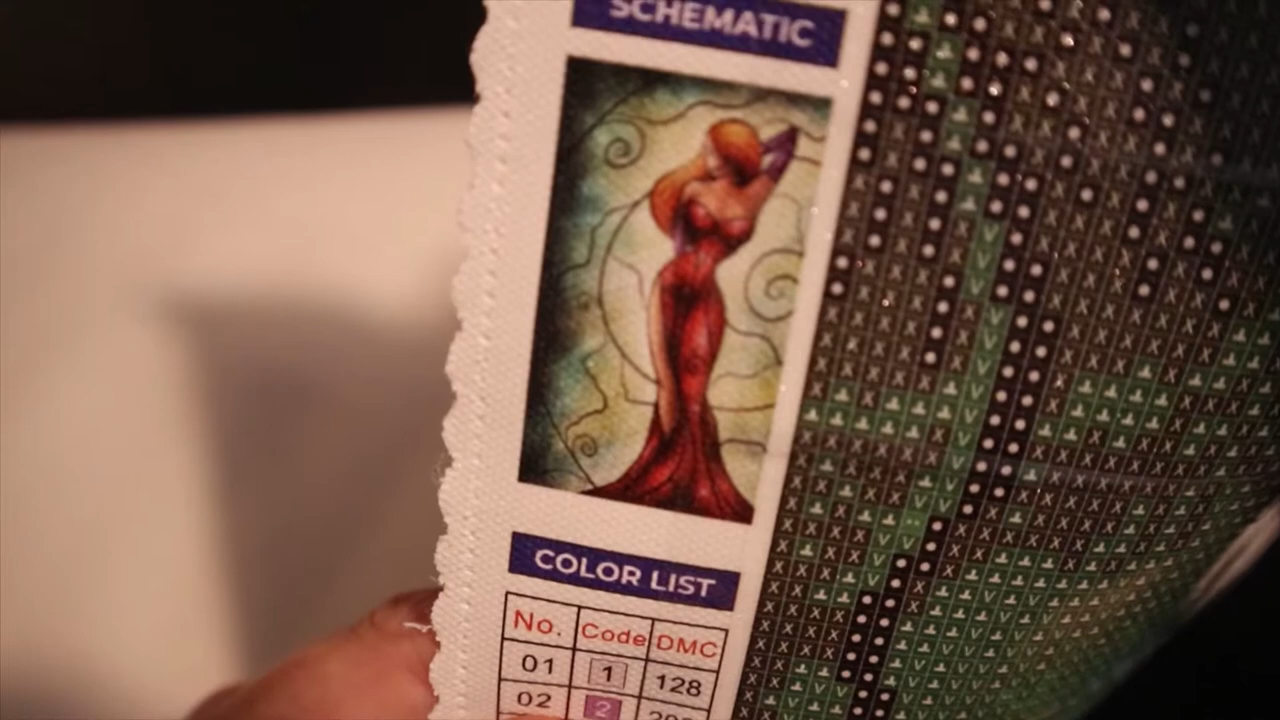 SCHEMATIC
COLOR LIST
No. Code DMC
01 1 128
02 2